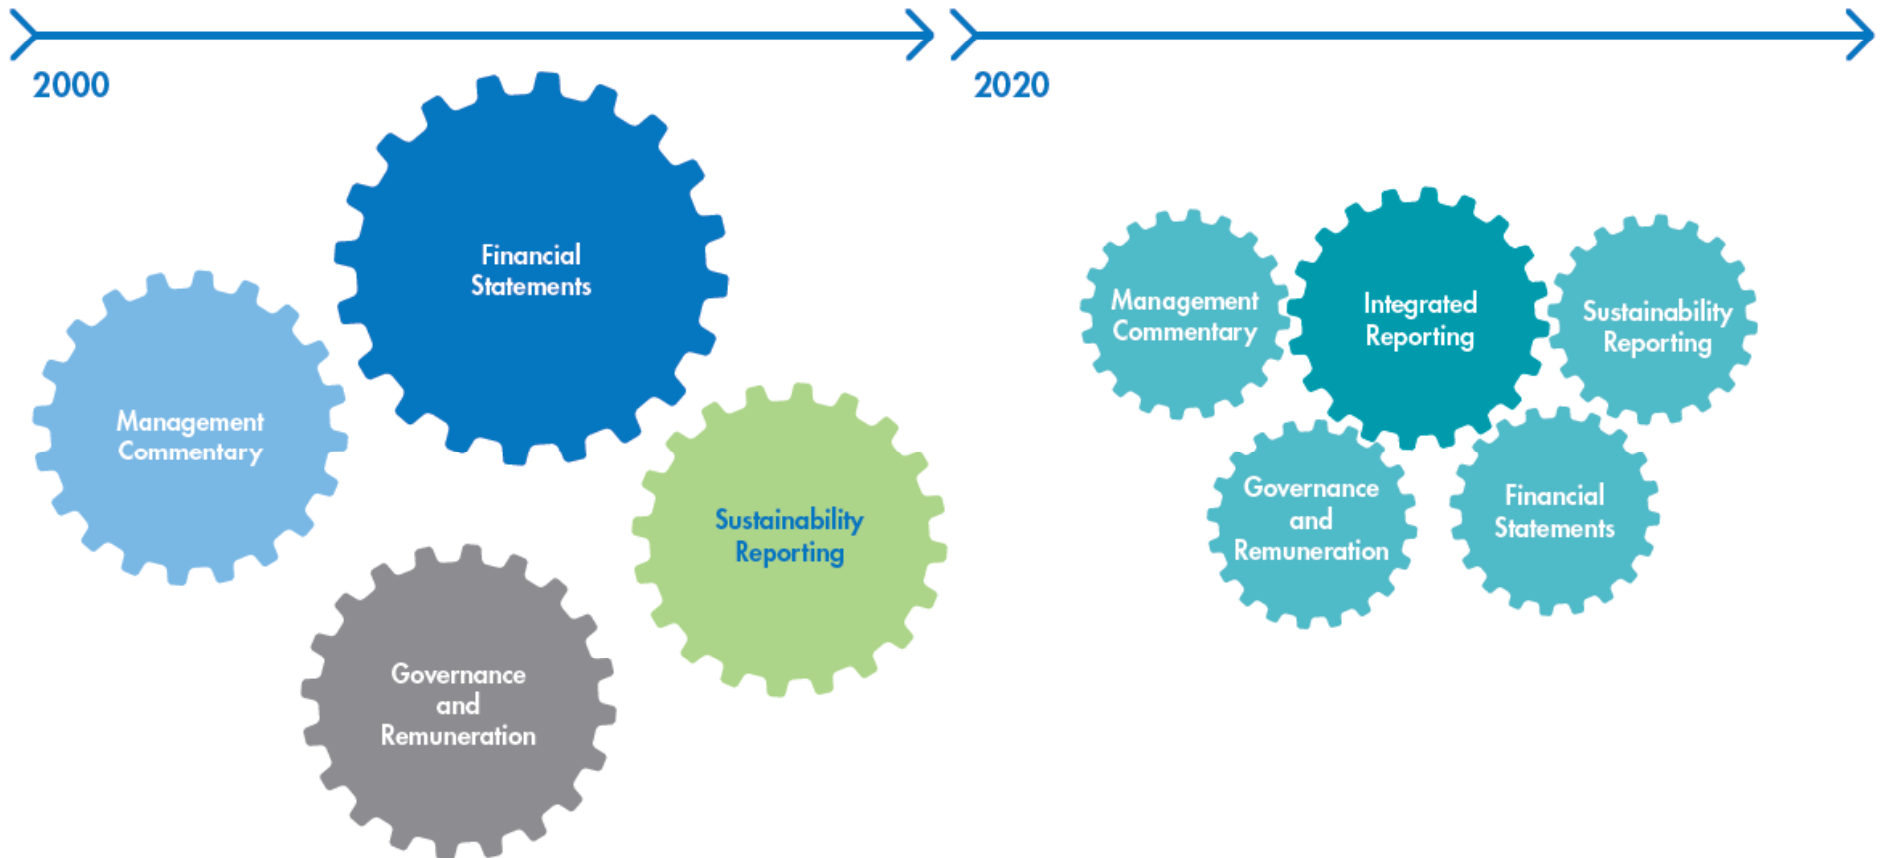 2000
2020
Financial
Statements
Management
Commentary
Sustainability
Reporting
Governance
and
Remuneration
Management
Commentary
Integrated
Reporting
Sustainability
Reporting
Governance
and
Remuneration
Financial
Statements